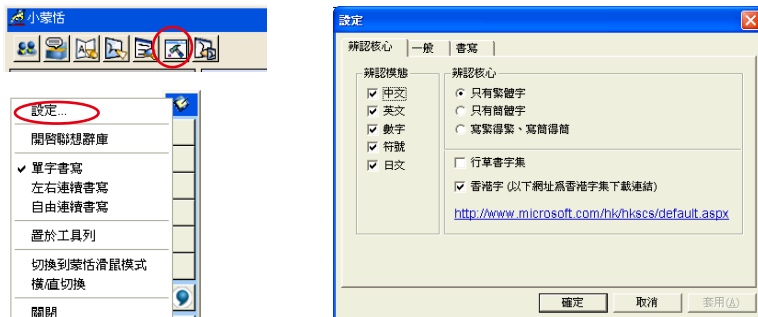 小蒙恬
設定...
開啓聯想辭庫
單字書寫
左右連續書寫
自由連續書寫
置於工具列
切換到蒙恬滑鼠模式
橫/直切換
關閉
設定
辨認核心
一般
書寫
辨認模態
中文
英文
數字
符號
日文
辨認核心
只有繁體字
只有簡體字
寫繁得繁、寫簡得簡
行草書字集
香港字 (以下網址爲香港字集下載連結)
http://www.microsoft.com/hk/hkscs/default.aspx
確定
取消
套用(A)